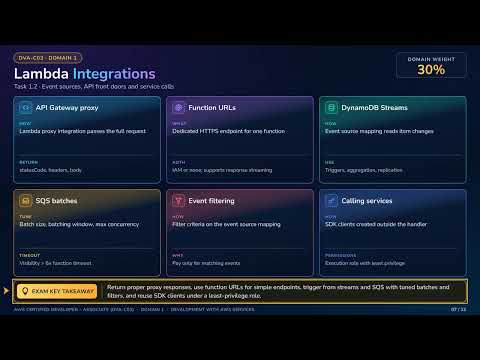 DVA-C03 · DOMAIN 1
Lambda Integrations
Task 1.2 · Event sources, API front doors and service calls
DOMAIN WEIGHT
30%
API Gateway proxy
HOW
Lambda proxy integration passes the full request
RETURN
statusCode, headers, body
Function URLs
WHAT
Dedicated HTTPS endpoint for one function
AUTH
IAM or none; supports response streaming
DynamoDB Streams
HOW
Event source mapping reads item changes
USE
Triggers, aggregation, replication
SQS batches
TUNE
Batch size, batching window, max concurrency
TIMEOUT
Visibility > 6x function timeout
Event filtering
HOW
Filter criteria on the event source mapping
WHY
Pay only for matching events
Calling services
HOW
SDK clients created outside the handler
PERMISSIONS
Execution role with least privilege
EXAM KEY TAKEAWAY
Return proper proxy responses, use function URLs for simple endpoints, trigger from streams and SQS with tuned batches and
filters, and reuse SDK clients under a least-privilege role.
AWS CERTIFIED DEVELOPER – ASSOCIATE (DVA-C03) · DOMAIN 1 · DEVELOPMENT WITH AWS SERVICES